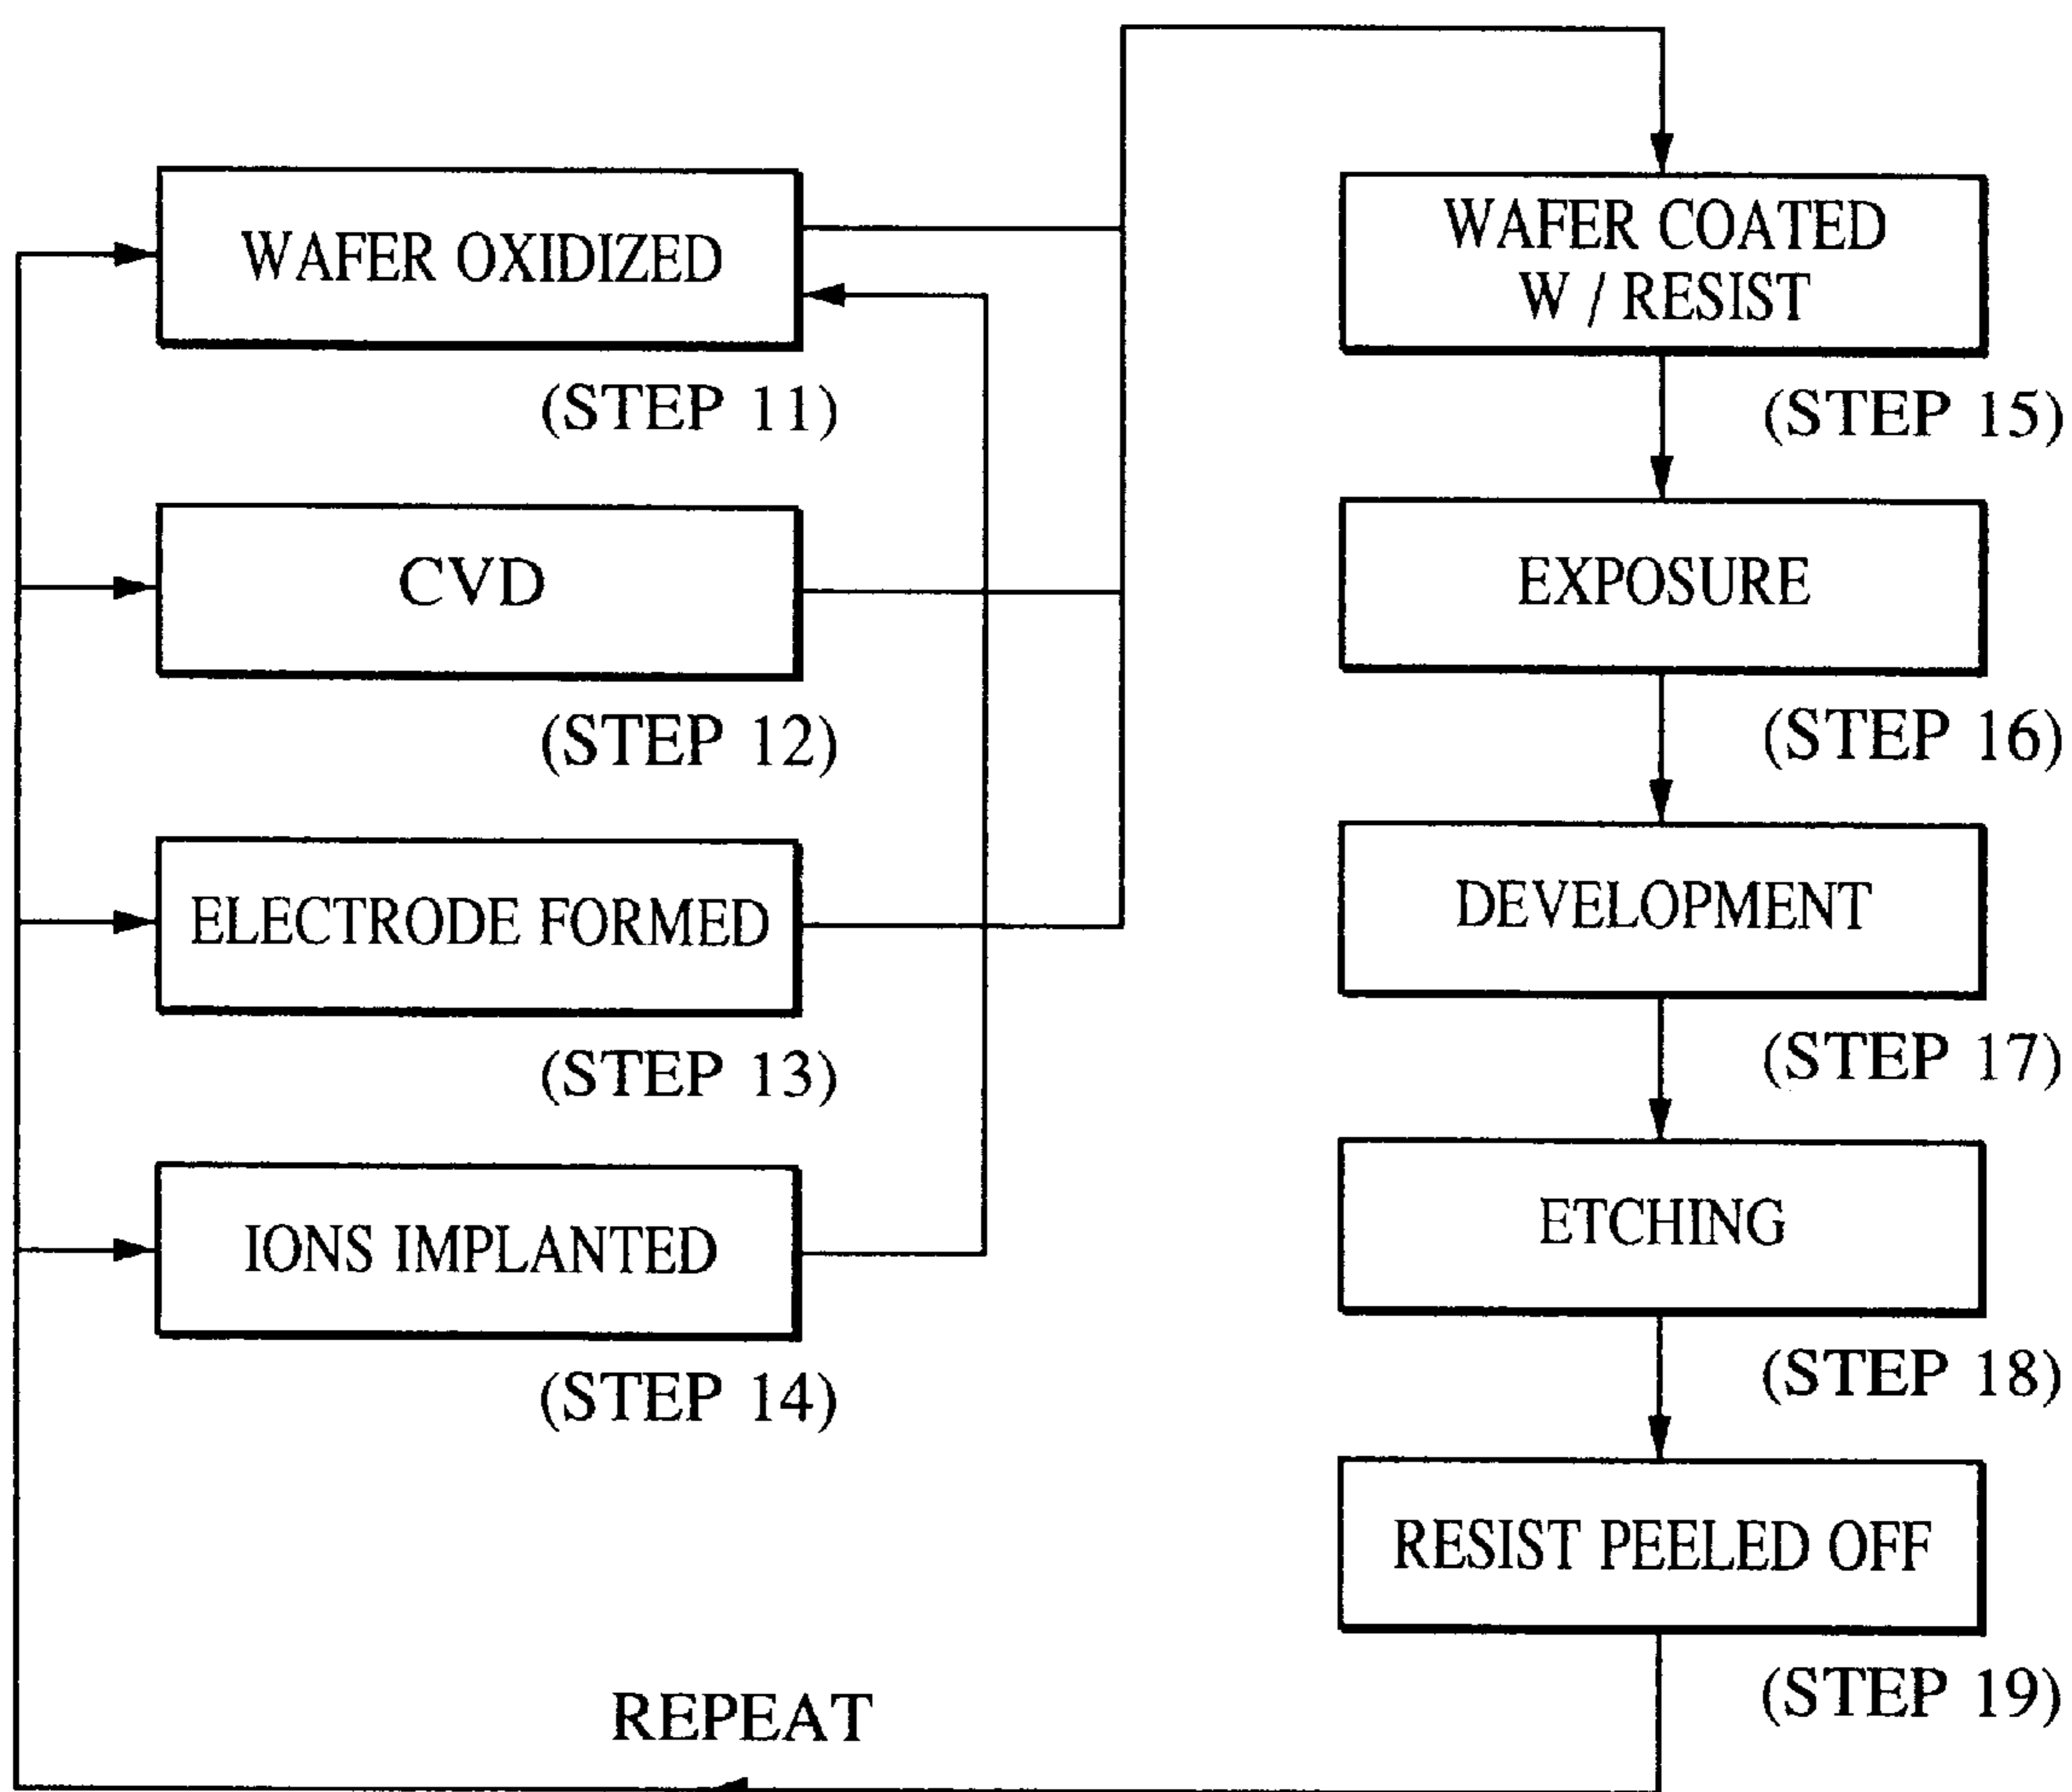 WAFER OXIDIZED
(STEP 11)
CVD
(STEP 12)
ELECTRODE FORMED
(STEP 13)
IONS IMPLANTED
(STEP 14)
WAFER COATED
W / RESIST
(STEP 15)
EXPOSURE
(STEP 16)
DEVELOPMENT
(STEP 17)
ETCHING
(STEP 18)
RESIST PEELED OFF
(STEP 19)
REPEAT